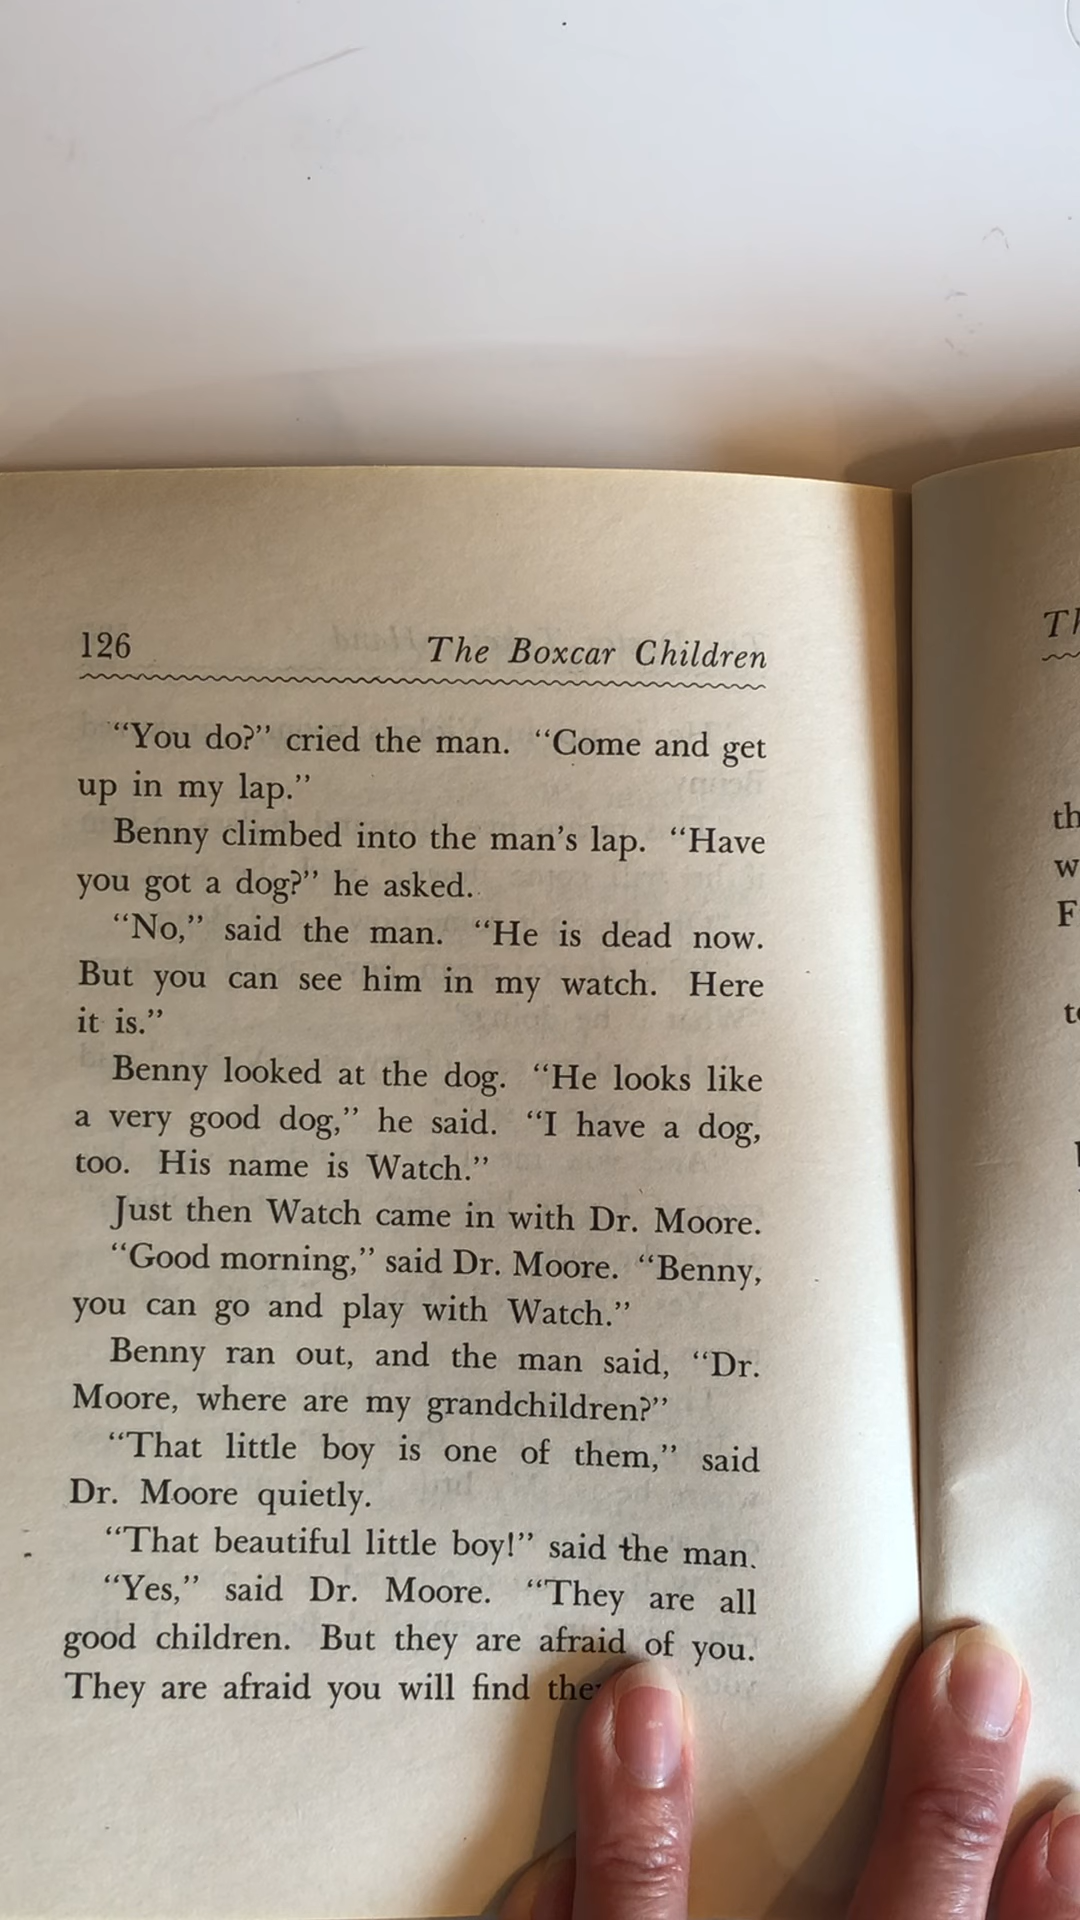 126 The Boxcar Children
“You do?” cried the man. “Come and get
up in my lap.”
Benny climbed into the man’s lap. “Have
you got a dog?” he asked.
“No,” said the man. “He is dead now.
But you can see him in my watch. Here
it is.”
Benny looked at the dog. “He looks like
a very good dog,” he said. “I have a dog,
too. His name is Watch.”
Just then Watch came in with Dr. Moore.
“Good morning,” said Dr. Moore. “Benny,
you can go and play with Watch.”
Benny ran out, and the man said, “Dr.
Moore, where are my grandchildren?”
“That little boy is one of them,” said
Dr. Moore quietly.
“That beautiful little boy!” said the man.
“Yes,” said Dr. Moore. “They are all
good children. But they are afraid of you.
They are afraid you will find